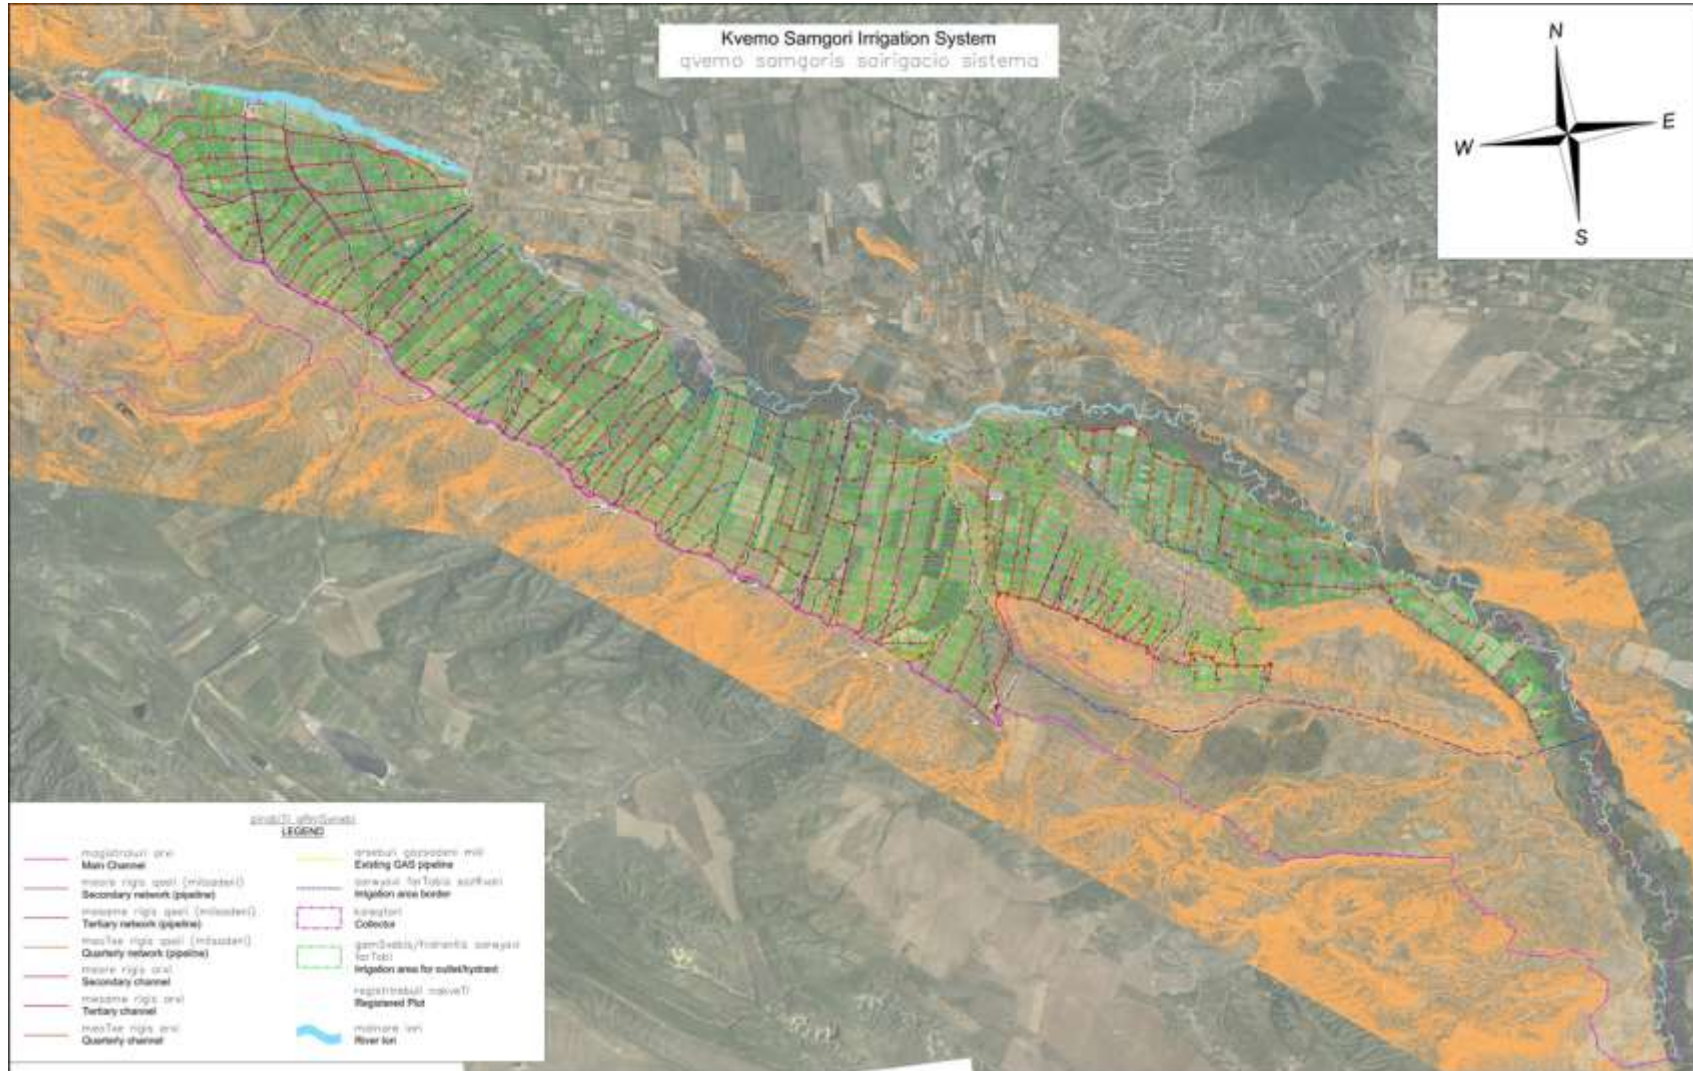 Kvemo Samgori Irrigation System
qvemo samgoris sairigacio sistema
N
E
W
S
LEGEND
magistraluri arxi
Main Channel
meore rigis qseli (milsadeni)
Secondary network (pipeline)
mesame rigis qseli (milsadeni)
Tertiary network (pipeline)
meoTxe rigis qseli (milsadeni)
Quarterly network (pipeline)
meore rigis arxi
Secondary channel
mesame rigis arxi
Tertiary channel
meoTxe rigis arxi
Quarterly channel
arsebuli gazsadeni mili
Existing GAS pipeline
sarwyavi farTobis sazRvari
Irrigation area border
Collector
farTobi
Irrigation area for outlet/hydrant
Registered Plot
mdinare iori
River Iori